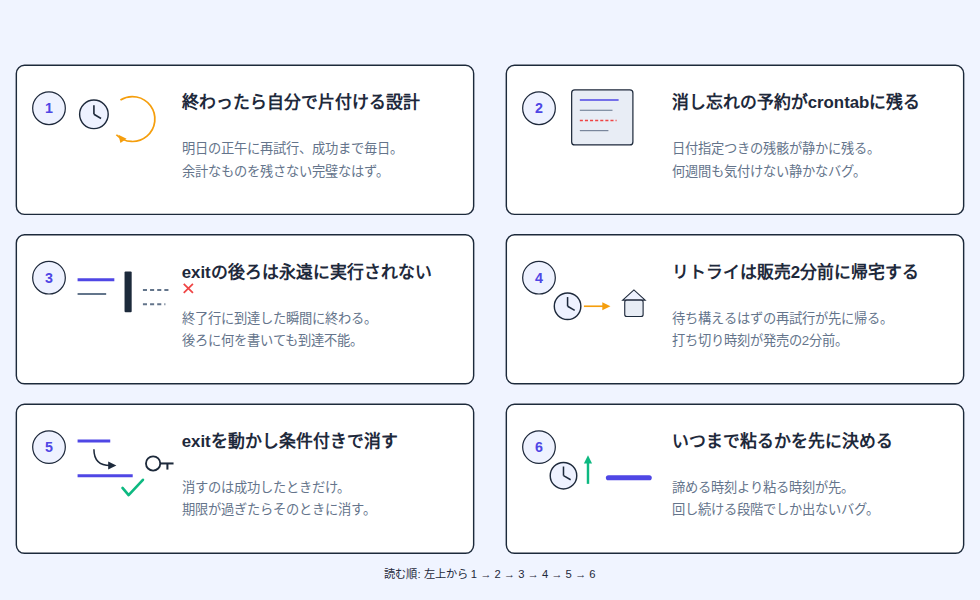 1
終わったら自分で片付ける設計
明日の正午に再試行、成功まで毎日。
余計なものを残さない完璧なはず。
2
消し忘れの予約がcrontabに残る
日付指定つきの残骸が静かに残る。
何週間も気付けない静かなバグ。
3
exitの後ろは永遠に実行されない
終了行に到達した瞬間に終わる。
後ろに何を書いても到達不能。
4
リトライは販売2分前に帰宅する
待ち構えるはずの再試行が先に帰る。
打ち切り時刻が発売の2分前。
5
exitを動かし条件付きで消す
消すのは成功したときだけ。
期限が過ぎたらそのときに消す。
6
いつまで粘るかを先に決める
諦める時刻より粘る時刻が先。
回し続ける段階でしか出ないバグ。
読む順: 左上から 1 → 2 → 3 → 4 → 5 → 6